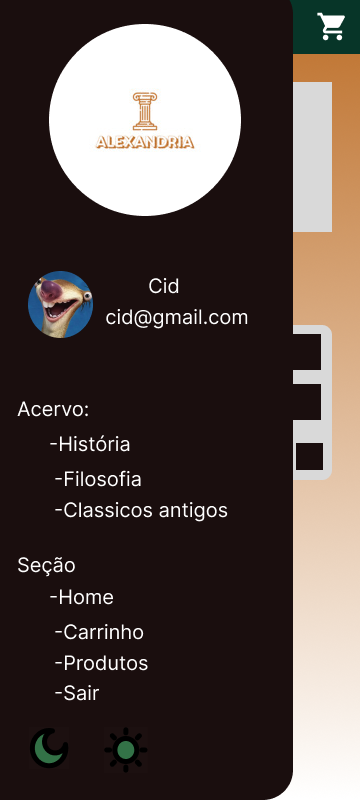 ALEXANDRIA
Cid
cid@gmail.com
Acervo:
-História
-Filosofia
-Classicos antigos
Seção
-Home
-Carrinho
-Produtos
-Sair